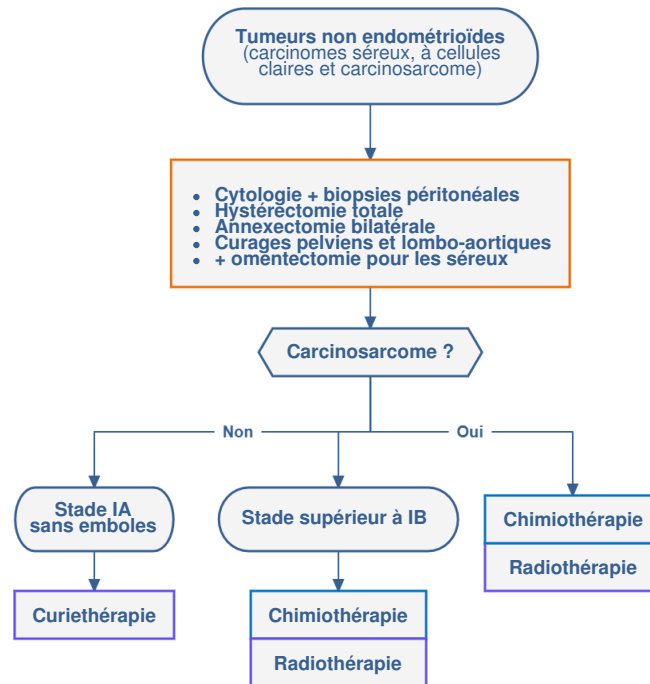 Tumeurs non endométrioïdes
(carcinomes séreux, à cellules
claires et carcinosarcome)
Cytologie + biopsies péritonéales
Hystérectomie totale
Annexectomie bilatérale
Curages pelviens et lombo-aortiques
+ omentectomie pour les séreux
Carcinosarcome ?
Non
Oui
Stade IA
sans emboles
Stade supérieur à IB
Chimiothérapie
Radiothérapie
Curiethérapie
Chimiothérapie
Radiothérapie